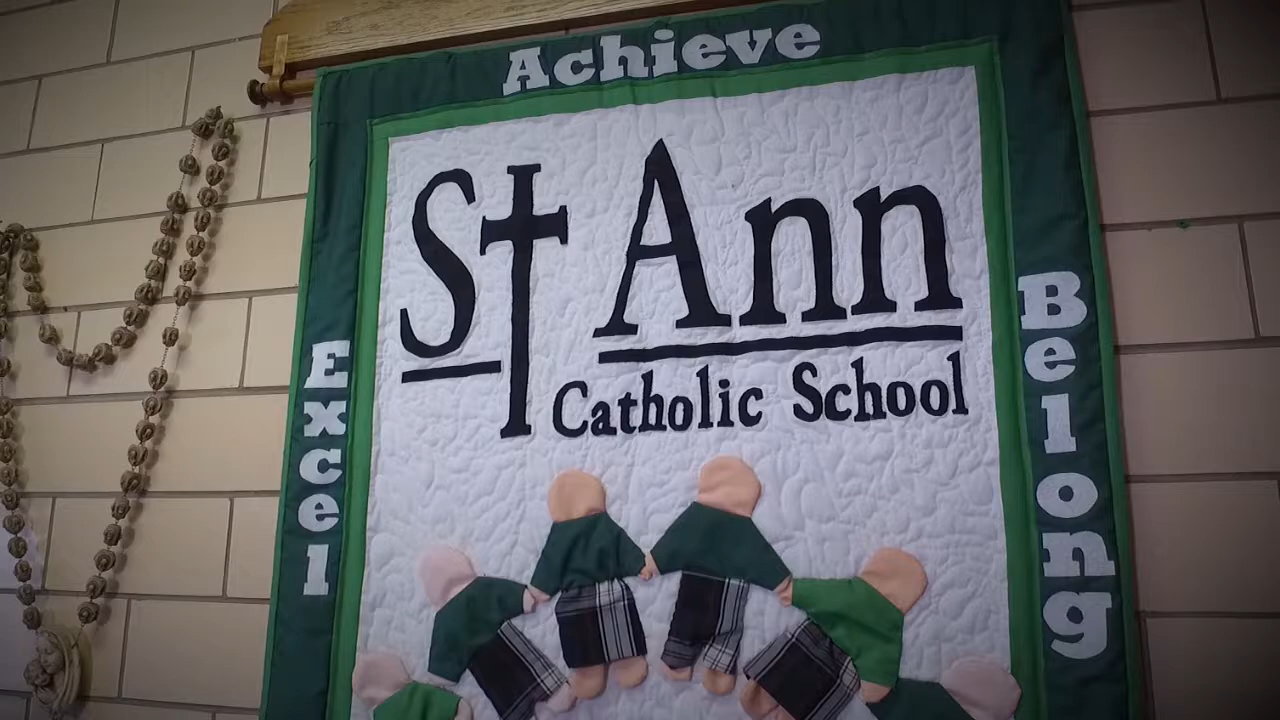 Achieve
St Ann
Catholic School
Excel
Belong